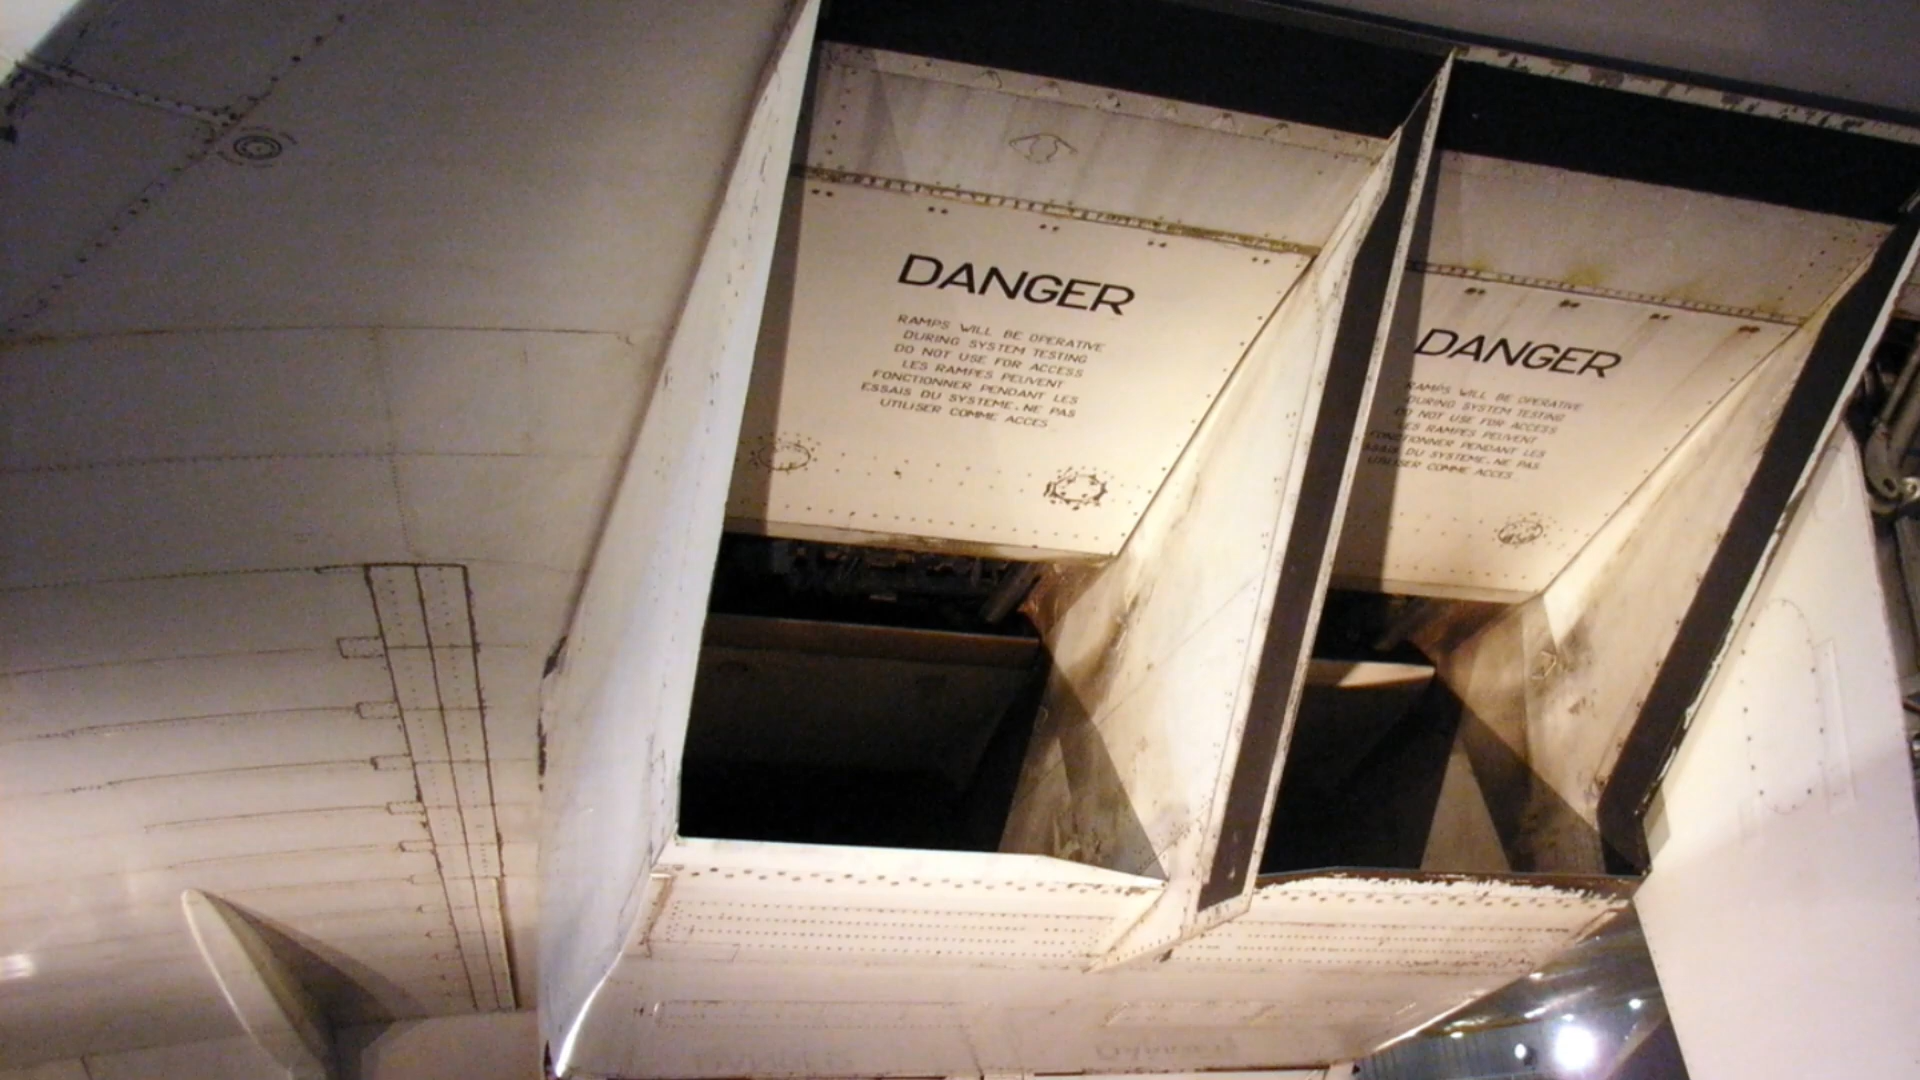 DANGER
RAMPS WILL BE OPERATIVE
DURING SYSTEM TESTING
DO NOT USE FOR ACCESS
LES RAMPES PEUVENT
FONCTIONNER PENDANT LES
ESSAIS DU SYSTEME, NE PAS
UTILISER COMME ACCES
DANGER
RAMPS WILL BE OPERATIVE
DURING SYSTEM TESTING
DO NOT USE FOR ACCESS
LES RAMPES PEUVENT
FONCTIONNER PENDANT LES
ESSAIS DU SYSTEME, NE PAS
UTILISER COMME ACCES